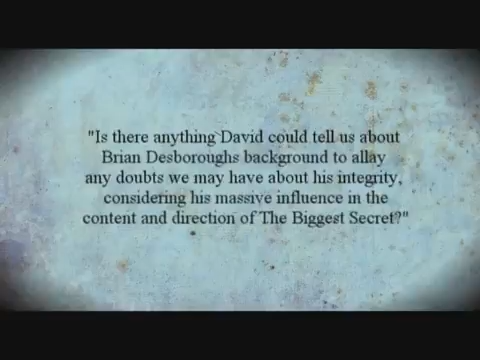 "Is there anything David could tell us about
Brian Desboroughs background to allay
any doubts we may have about his integrity,
considering his massive influence in the
content and direction of The Biggest Secret?"